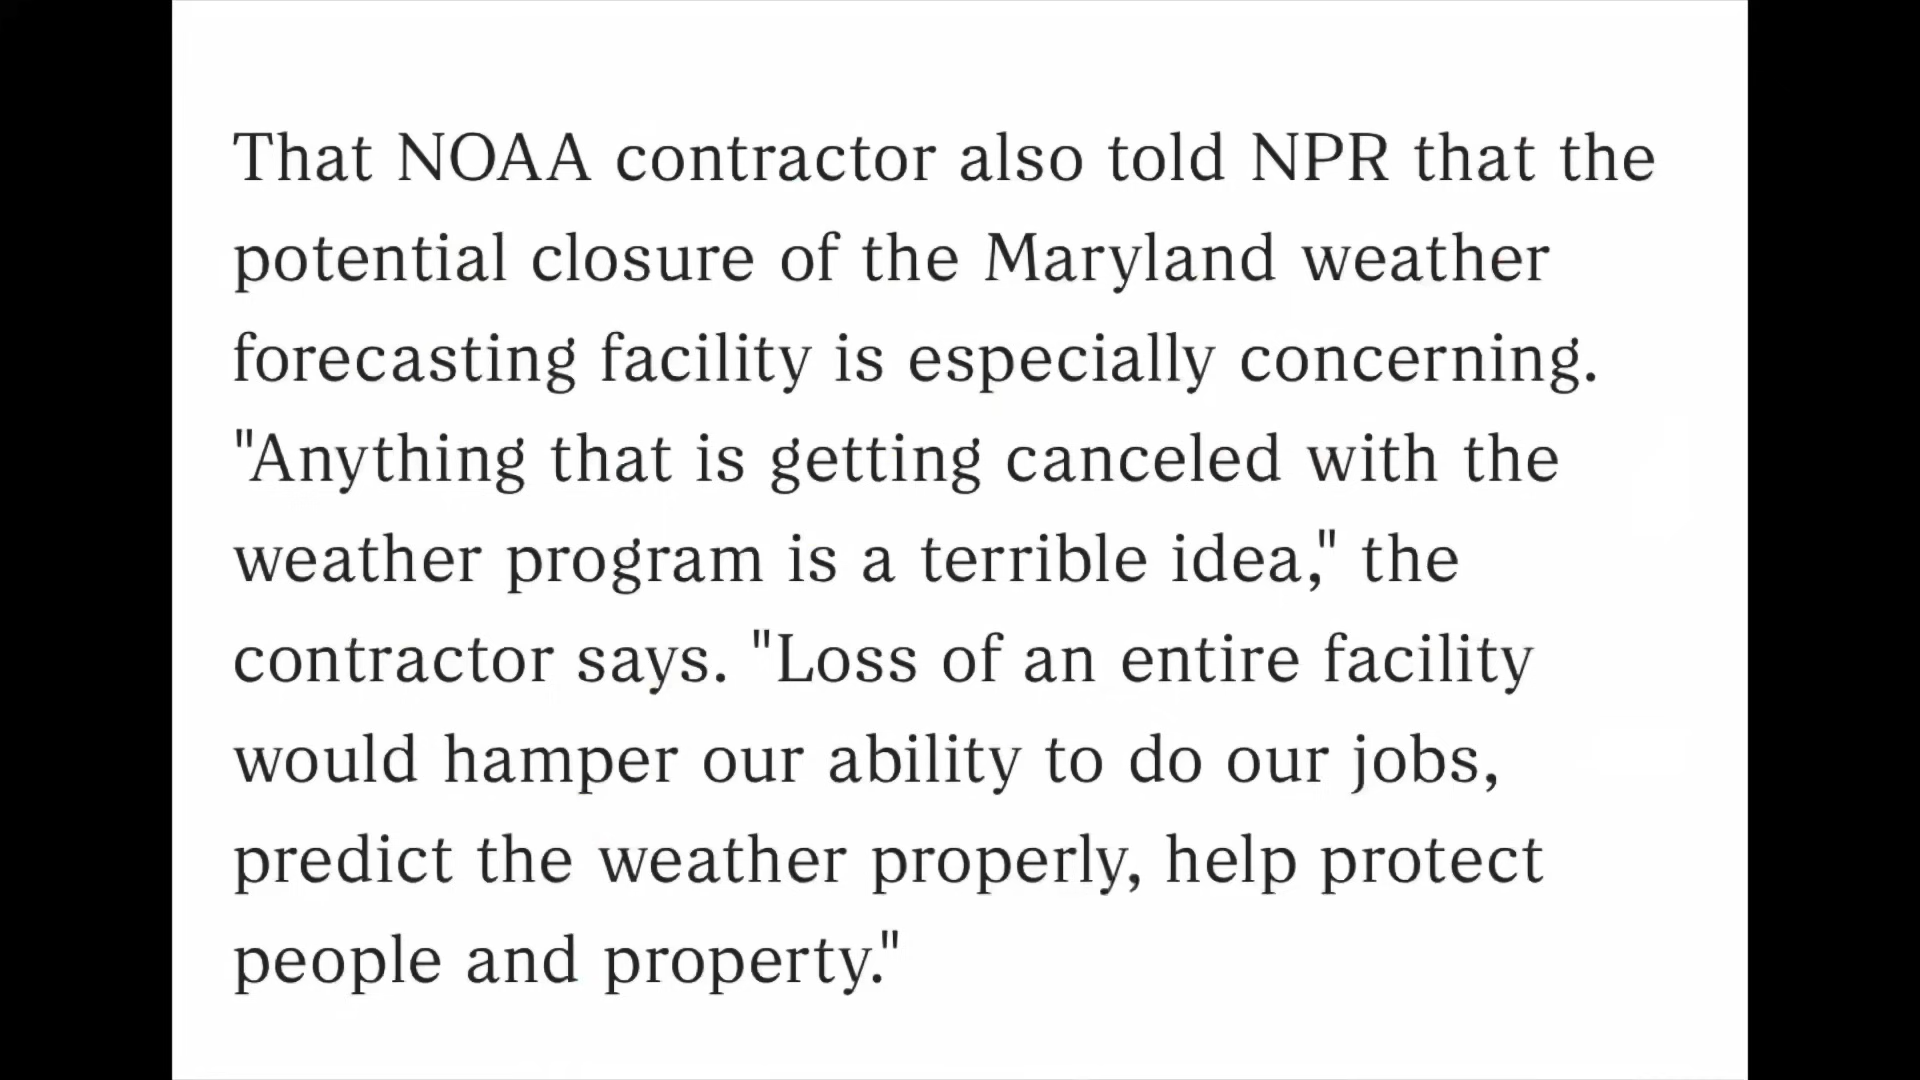 That NOAA contractor also told NPR that the
potential closure of the Maryland weather
forecasting facility is especially concerning.
"Anything that is getting canceled with the
weather program is a terrible idea," the
contractor says. "Loss of an entire facility
would hamper our ability to do our jobs,
predict the weather properly, help protect
people and property."